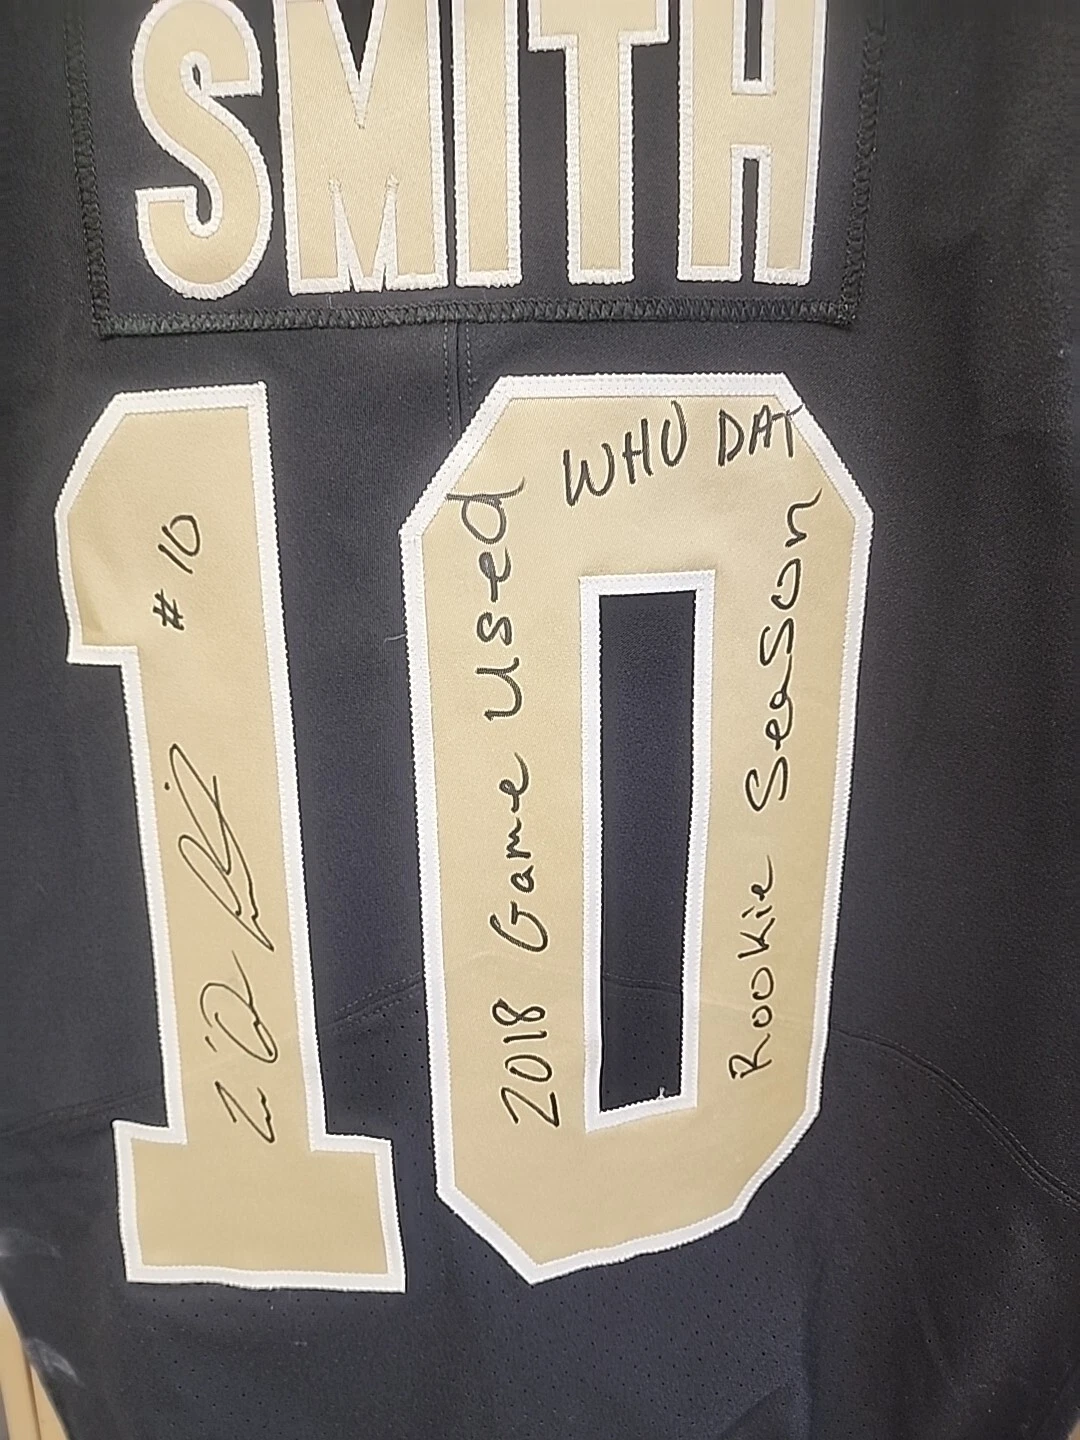 SMITH
10
# 10
2018 Game Used
WHO DAT
Rookie Season